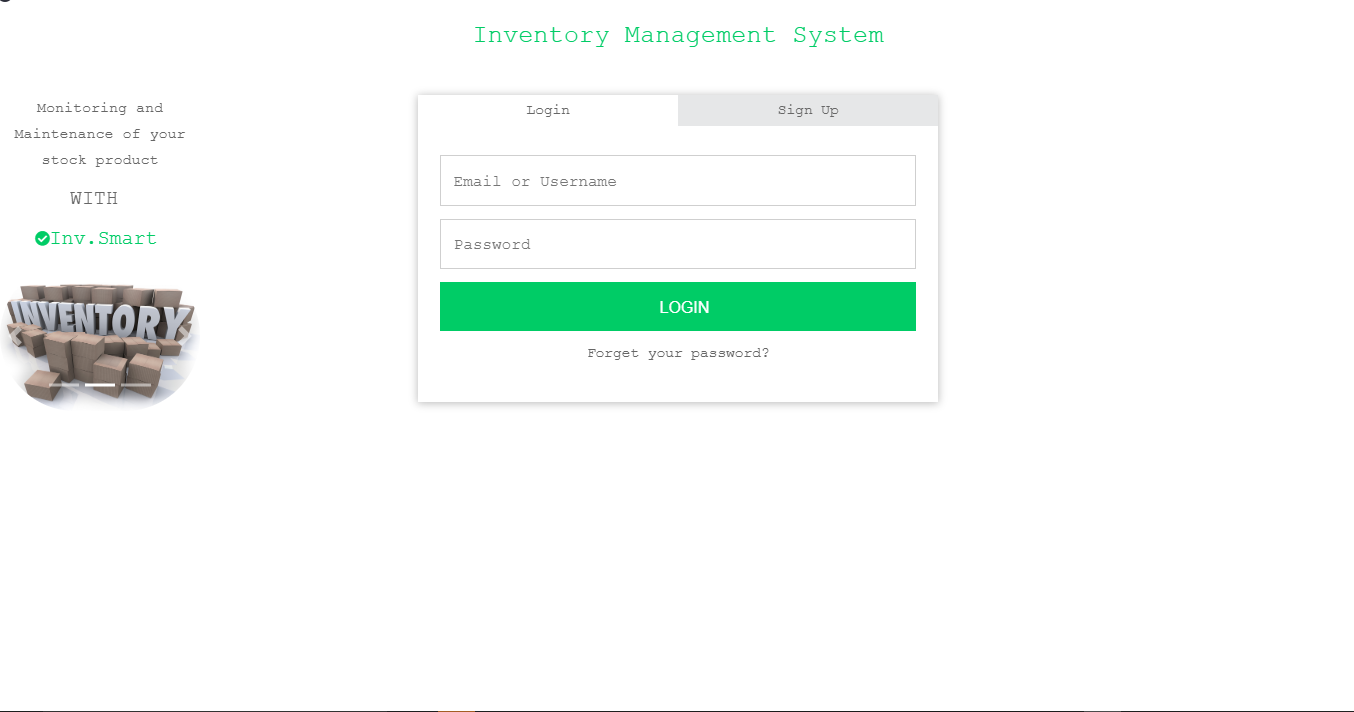 Inventory Management System
Monitoring and
Maintenance of your
stock product
WITH
Inv.Smart
INVENTORY
Login
Sign Up
Email or Username
Password
LOGIN
Forget your password?